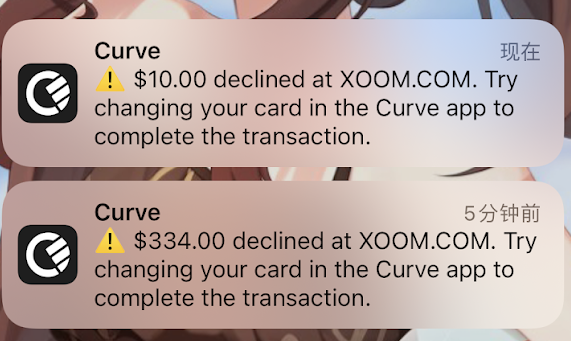 Curve 现在
⚠️ $10.00 declined at XOOM.COM. Try
changing your card in the Curve app to
complete the transaction.
Curve 5分钟前
⚠️ $334.00 declined at XOOM.COM. Try
changing your card in the Curve app to
complete the transaction.